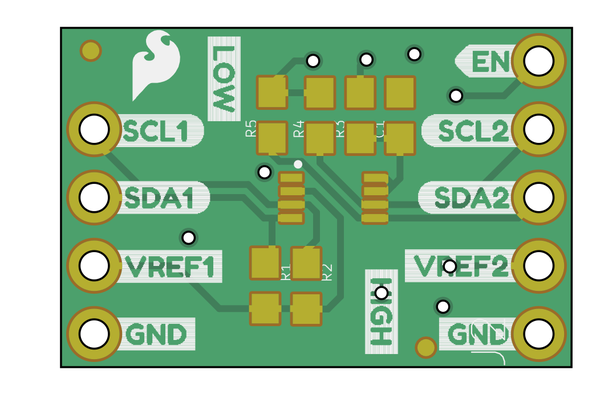 LOW
EN
SCL1
R5
R4
R3
C1
SCL2
SDA1
SDA2
VREF1
R1
R2
VREF2
HIGH
GND
GND